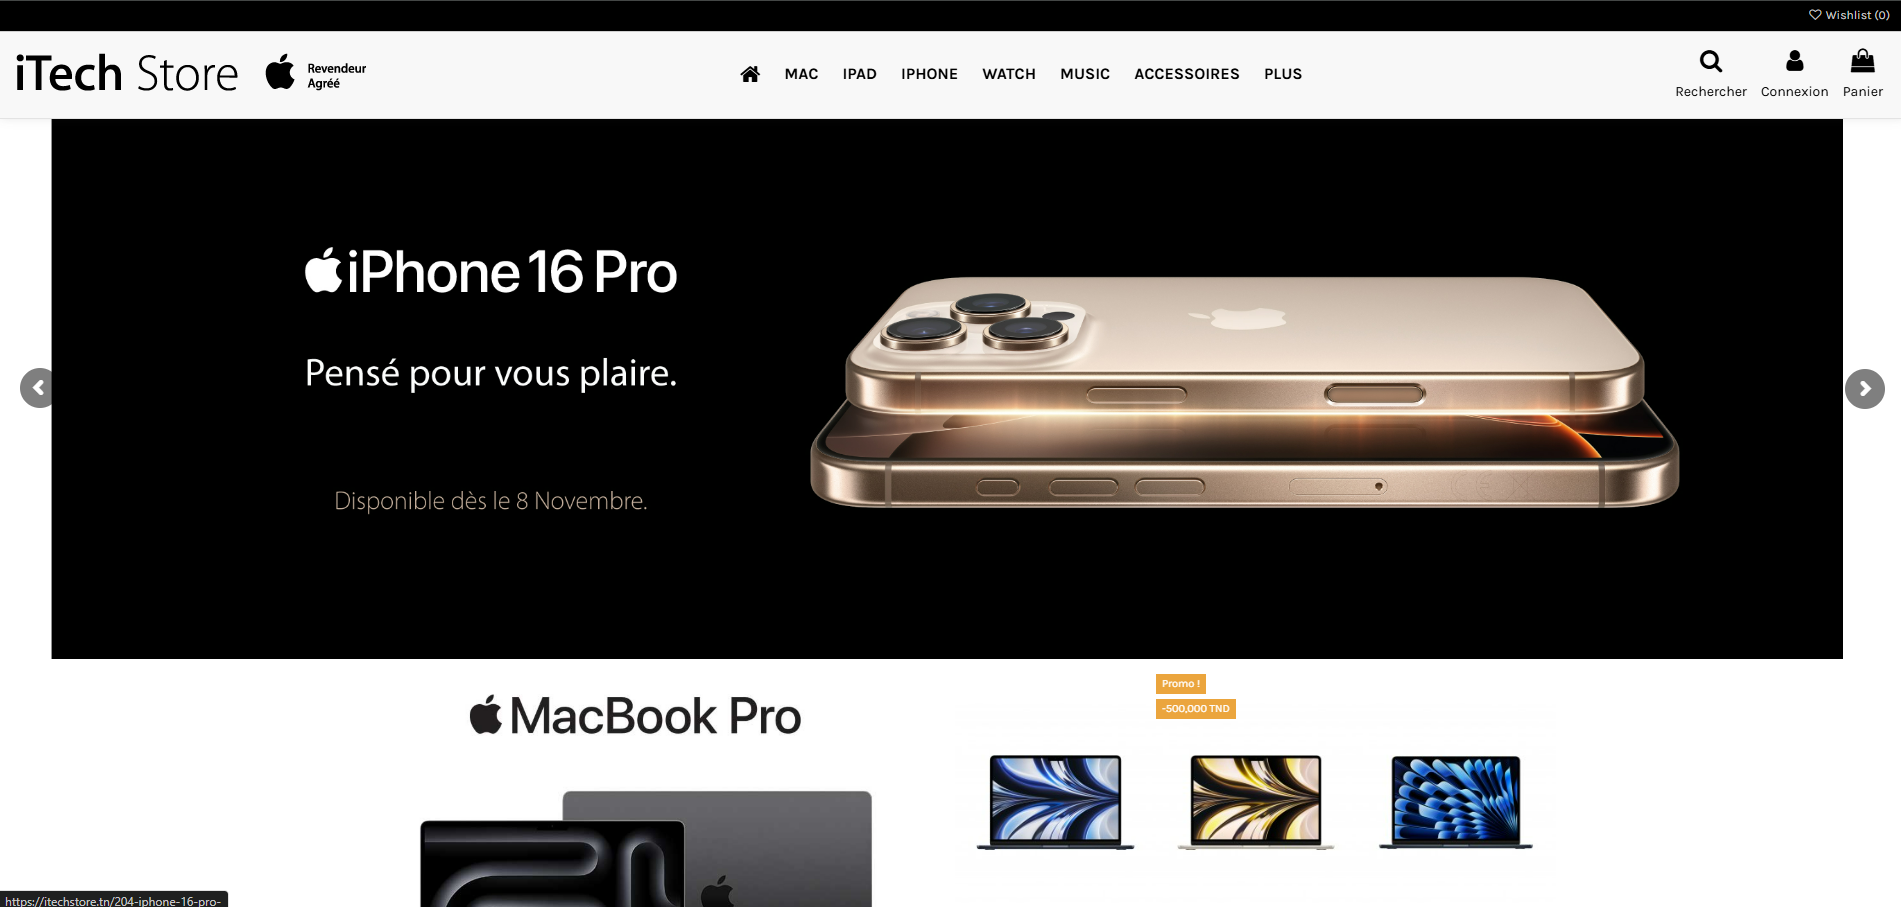 Wishlist (0)
iTech Store
Revendeur
Agréé
MAC IPAD IPHONE WATCH MUSIC ACCESSOIRES PLUS
Rechercher Connexion Panier
iPhone 16 Pro
Pensé pour vous plaire.
Disponible dès le 8 Novembre.
Promo !
-500,000 TND
MacBook Pro
https://itechstore.tn/204-iphone-16-pro-